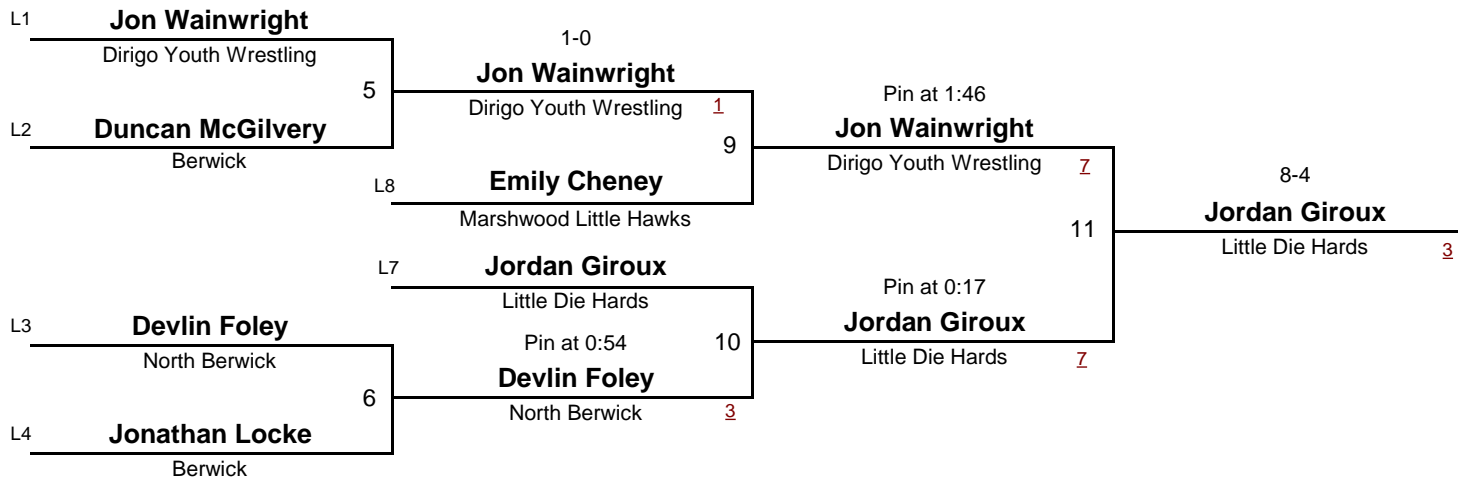 L1
Jon Wainwright
Dirigo Youth Wrestling
5
L2
Duncan McGilvery
Berwick
1-0
Jon Wainwright
Dirigo Youth Wrestling
1
9
L8
Emily Cheney
Marshwood Little Hawks
Pin at 1:46
Jon Wainwright
Dirigo Youth Wrestling
7
11
8-4
Jordan Giroux
Little Die Hards
3
L7
Jordan Giroux
Little Die Hards
10
Pin at 0:17
Jordan Giroux
Little Die Hards
7
L3
Devlin Foley
North Berwick
6
Pin at 0:54
Devlin Foley
North Berwick
3
L4
Jonathan Locke
Berwick